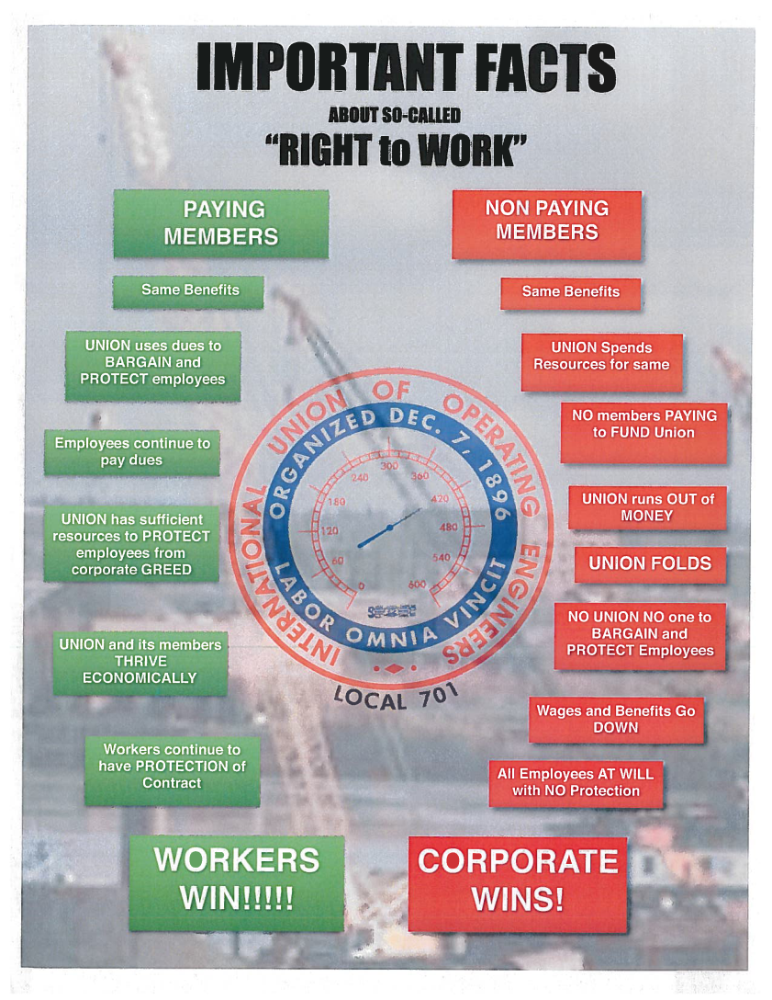 IMPORTANT FACTS
ABOUT SO-CALLED
“RIGHT to WORK”
PAYING
MEMBERS
Same Benefits
UNION uses dues to
BARGAIN and
PROTECT employees
Employees continue to
pay dues
UNION has sufficient
resources to PROTECT
employees from
corporate GREED
UNION and its members
THRIVE
ECONOMICALLY
Workers continue to
have PROTECTION of
Contract
WORKERS
WIN!!!!!
NON PAYING
MEMBERS
Same Benefits
UNION Spends
Resources for same
NO members PAYING
to FUND Union
UNION runs OUT of
MONEY
UNION FOLDS
NO UNION NO one to
BARGAIN and
PROTECT Employees
Wages and Benefits Go
DOWN
All Employees AT WILL
with NO Protection
CORPORATE
WINS!
INTERNATIONAL UNION OF OPERATING ENGINEERS
ORGANIZED DEC. 7, 1896
LABOR OMNIA VINCIT
0
60
120
180
240
300
360
420
480
540
600
LOCAL 701